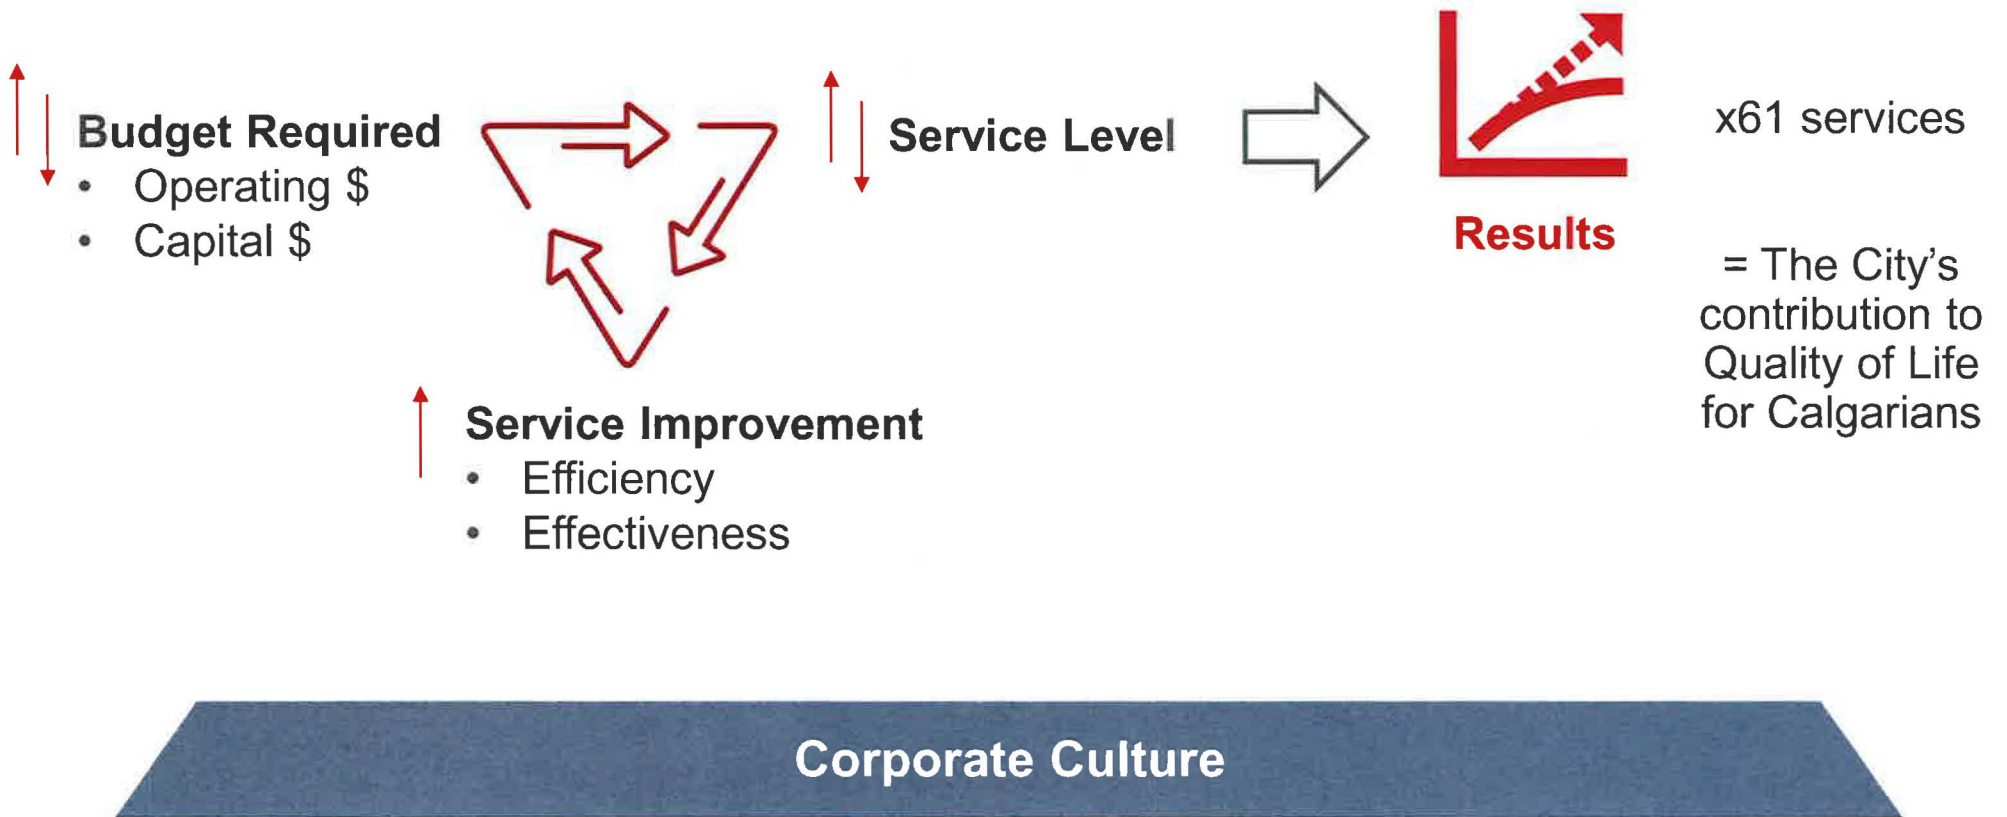 Budget Required
• Operating $
• Capital $
Service Level
Results
x61 services
= The City's
contribution to
Quality of Life
for Calgarians
Service Improvement
• Efficiency
• Effectiveness
Corporate Culture